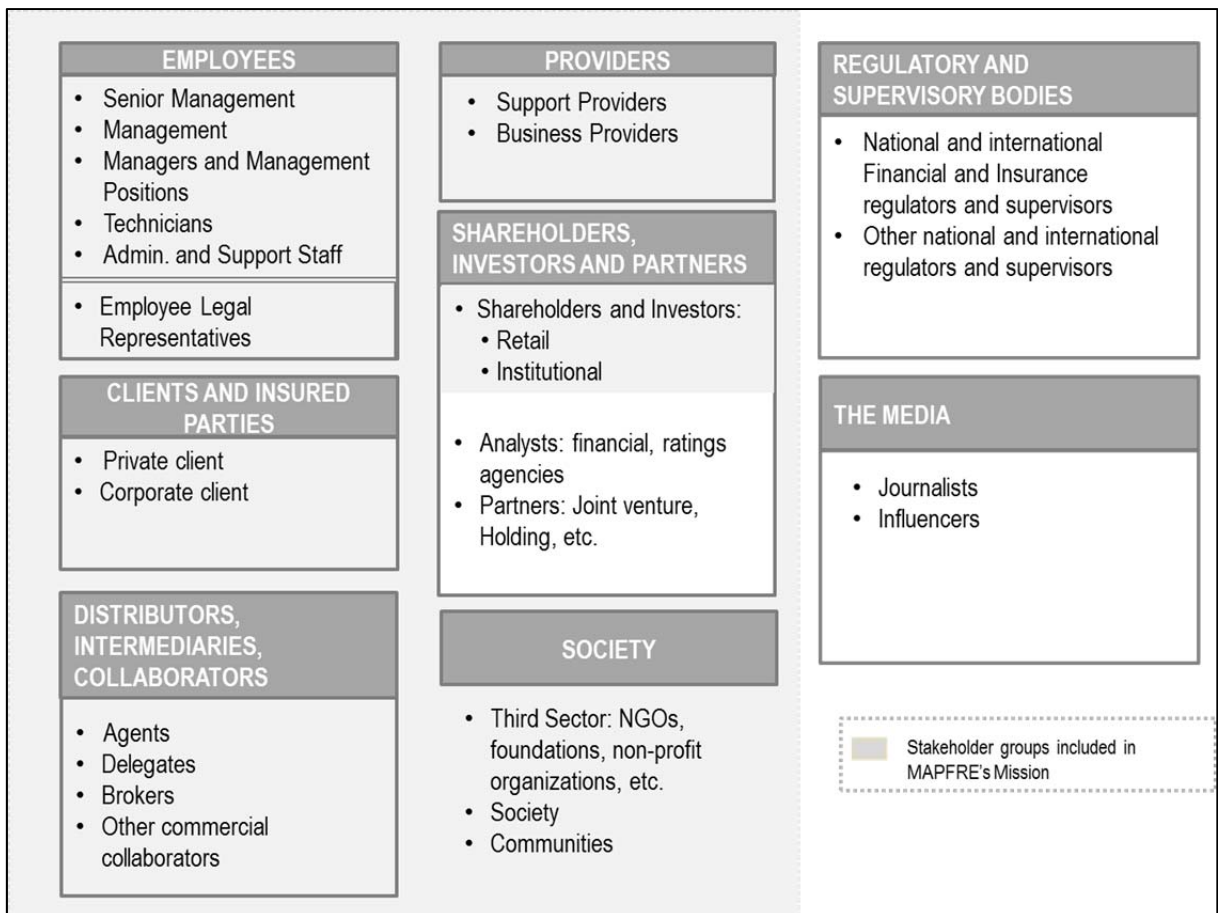 EMPLOYEES
• Senior Management
• Management
• Managers and Management
Positions
• Technicians
• Admin. and Support Staff
• Employee Legal
Representatives
CLIENTS AND INSURED
PARTIES
• Private client
• Corporate client
DISTRIBUTORS,
INTERMEDIARIES,
COLLABORATORS
• Agents
• Delegates
• Brokers
• Other commercial
collaborators
PROVIDERS
• Support Providers
• Business Providers
SHAREHOLDERS,
INVESTORS AND PARTNERS
• Shareholders and Investors:
• Retail
• Institutional
• Analysts: financial, ratings
agencies
• Partners: Joint venture,
Holding, etc.
SOCIETY
• Third Sector: NGOs,
foundations, non-profit
organizations, etc.
• Society
• Communities
REGULATORY AND
SUPERVISORY BODIES
• National and international
Financial and Insurance
regulators and supervisors
• Other national and international
regulators and supervisors
THE MEDIA
• Journalists
• Influencers
Stakeholder groups included in
MAPFRE's Mission